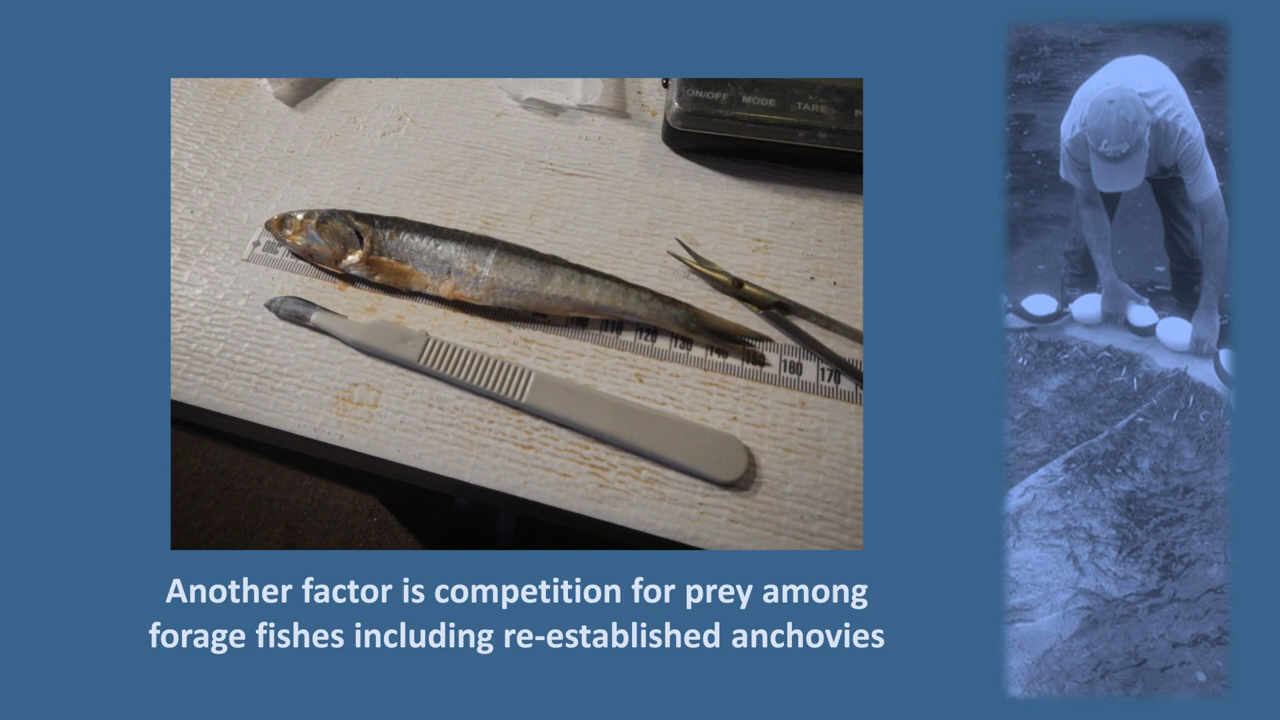 ON/OFF MODE TARE P
110 120 130 140 150 160 170
Another factor is competition for prey among
forage fishes including re-established anchovies